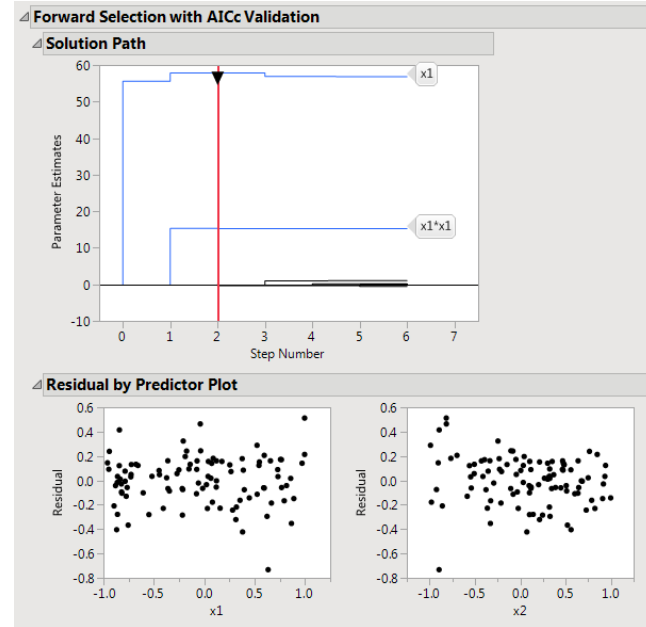 Forward Selection with AICc Validation
Solution Path
60
50
40
30
20
10
0
-10
Parameter Estimates
x1
x1*x1
0 1 2 3 4 5 6 7
Step Number
Residual by Predictor Plot
0.6
0.4
0.2
0.0
-0.2
-0.4
-0.6
-0.8
Residual
-1.0 -0.5 0.0 0.5 1.0
x1
0.6
0.4
0.2
0.0
-0.2
-0.4
-0.6
-0.8
Residual
-1.0 -0.5 0.0 0.5 1.0
x2